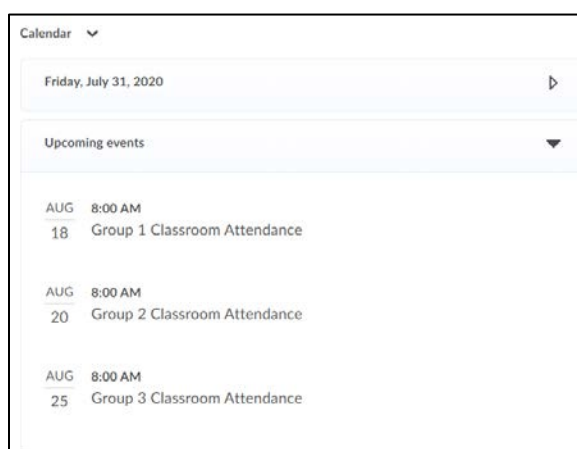 Calendar
Friday, July 31, 2020
Upcoming events
AUG 8:00 AM
18 Group 1 Classroom Attendance
AUG 8:00 AM
20 Group 2 Classroom Attendance
AUG 8:00 AM
25 Group 3 Classroom Attendance